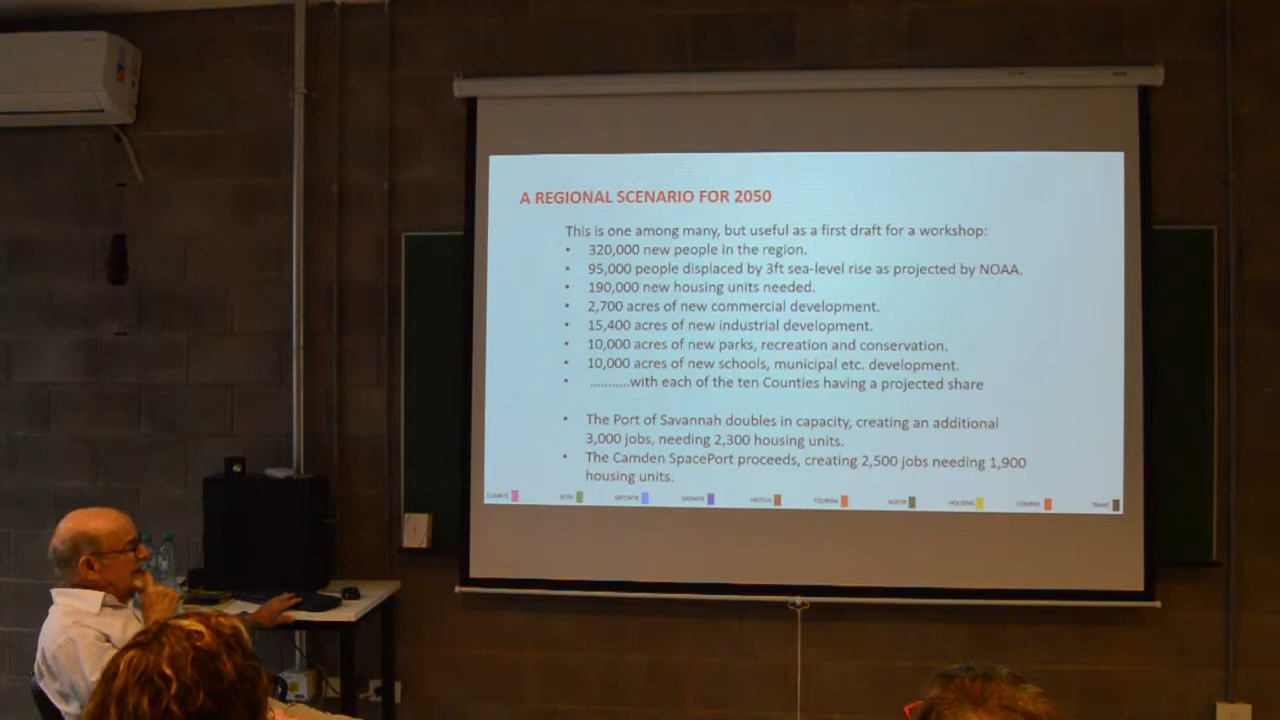 A REGIONAL SCENARIO FOR 2050
This is one among many, but useful as a first draft for a workshop:
• 320,000 new people in the region.
• 95,000 people displaced by 3ft sea-level rise as projected by NOAA.
• 190,000 new housing units needed.
• 2,700 acres of new commercial development.
• 15,400 acres of new industrial development.
• 10,000 acres of new parks, recreation and conservation.
• 10,000 acres of new schools, municipal etc. development.
• ...........with each of the ten Counties having a projected share
• The Port of Savannah doubles in capacity, creating an additional
3,000 jobs, needing 2,300 housing units.
• The Camden SpacePort proceeds, creating 2,500 jobs needing 1,900
housing units.
CLIMATE GROWTH TOURISM HOUSING TRANS